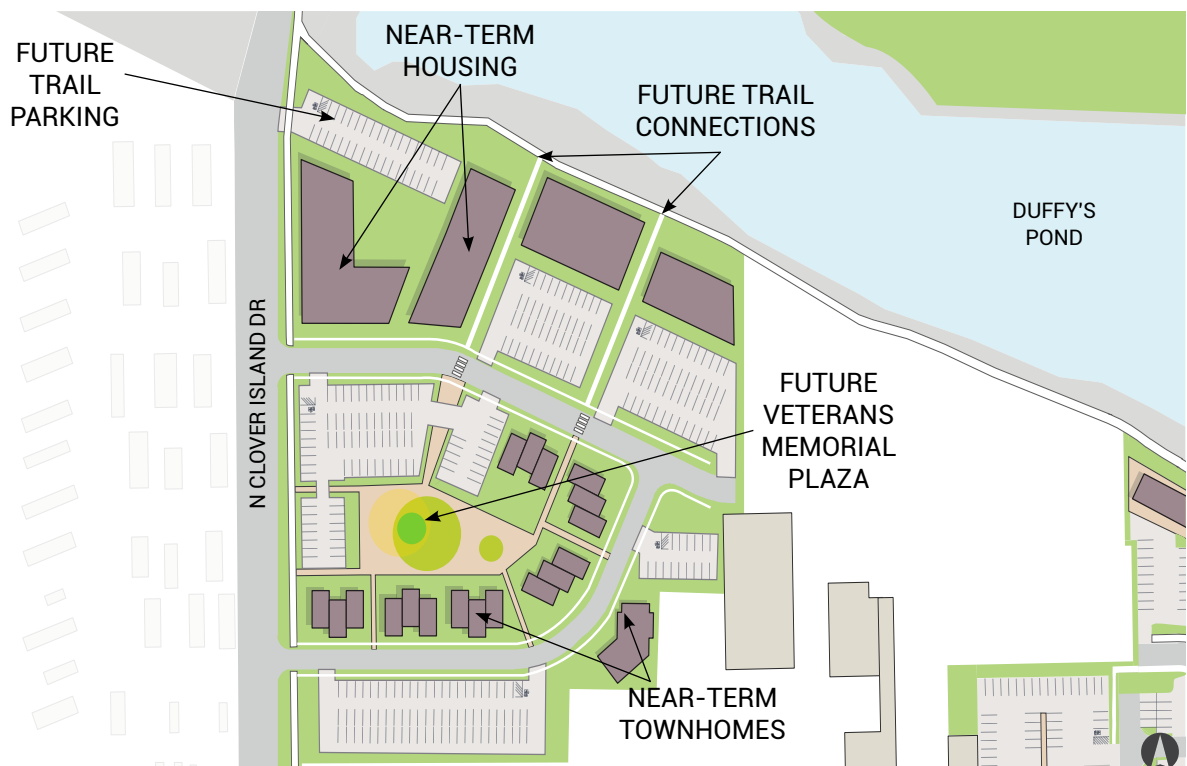 FUTURE
TRAIL
PARKING
NEAR-TERM
HOUSING
FUTURE TRAIL
CONNECTIONS
DUFFY'S
POND
N CLOVER ISLAND DR
FUTURE
VETERANS
MEMORIAL
PLAZA
NEAR-TERM
TOWNHOMES